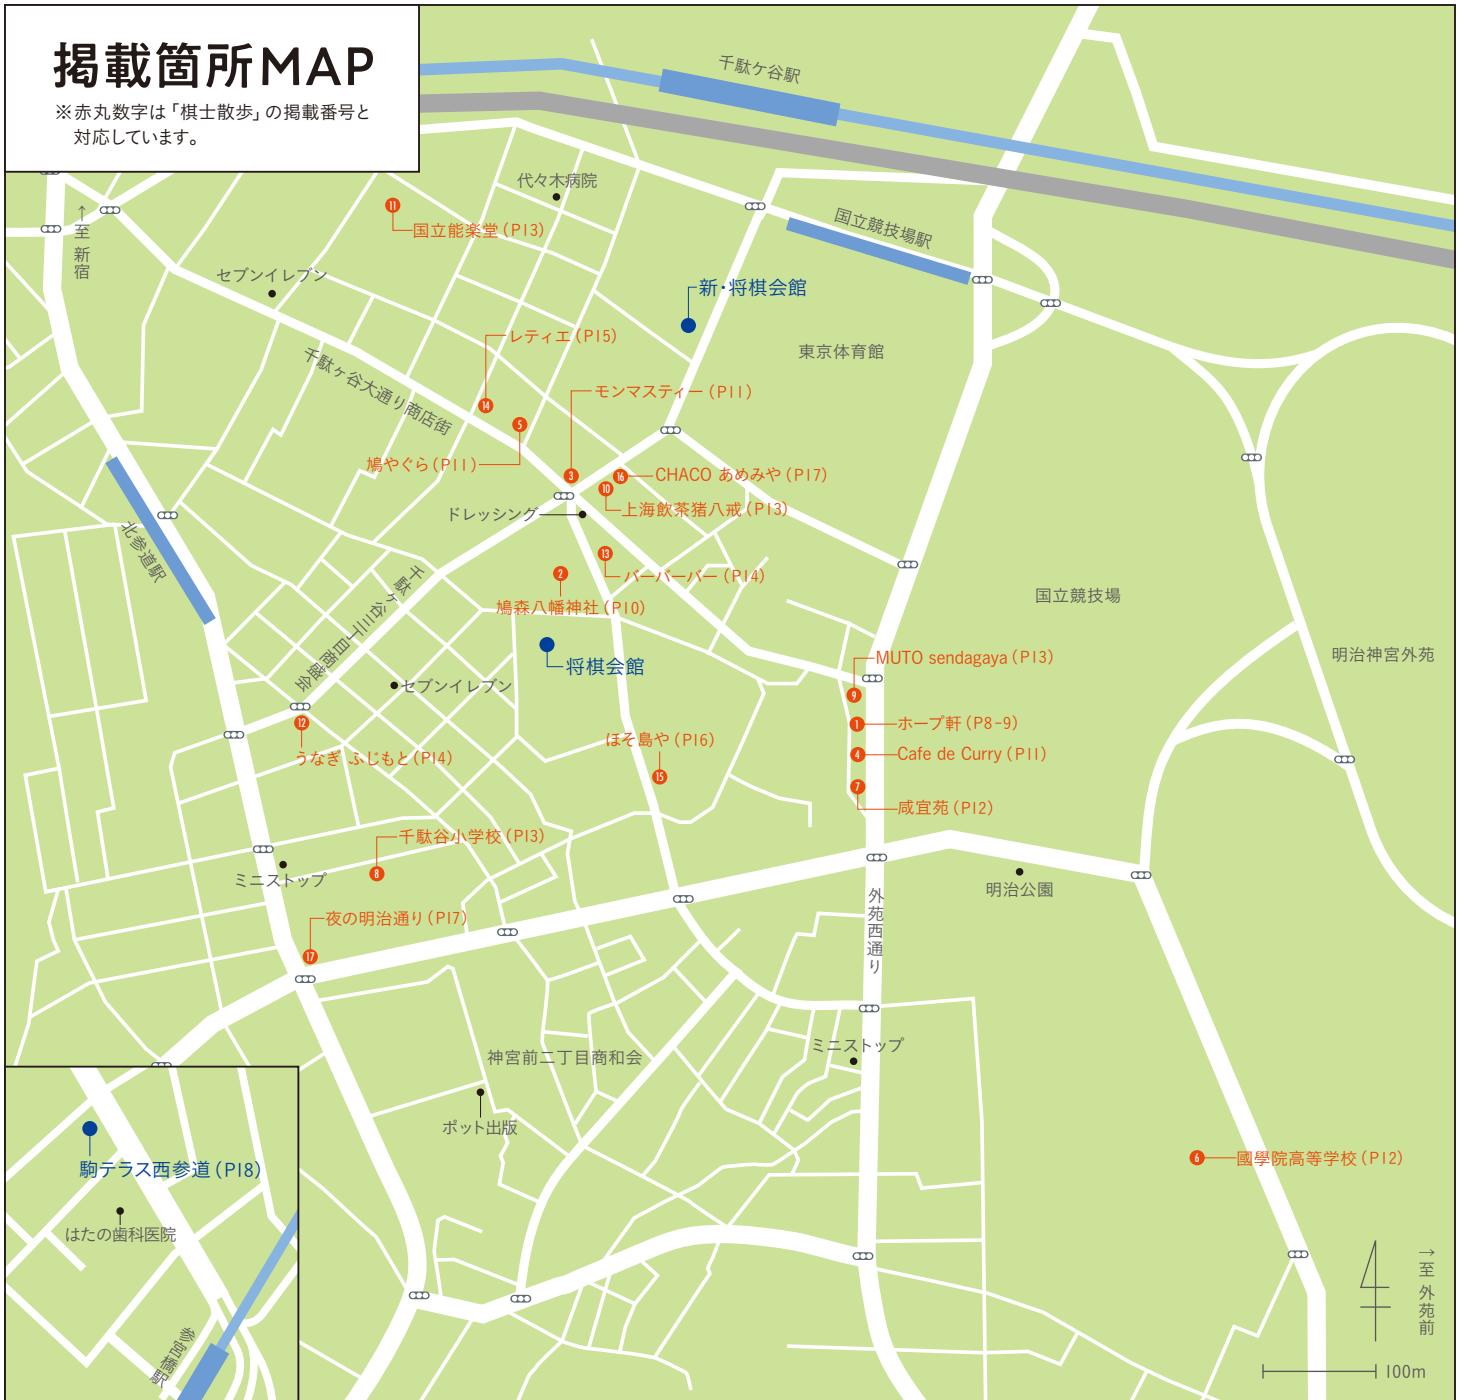 掲載箇所MAP
※赤丸数字は「棋士散歩」の掲載番号と
対応しています。
千駄ケ谷駅
代々木病院
11
国立能楽堂(P13)
国立競技場駅
←至 新宿
セブンイレブン
新・将棋会館
レティエ(P15)
東京体育館
千駄ヶ谷大通り商店街
モンマスティー(P11)
14
5
鳩やぐら(P11)
3
16
CHACO あめみや(P17)
10
上海飲茶猪八戒(P13)
ドレッシング
北参道駅
13
バーバーバー(P14)
2
鳩森八幡神社(P10)
千駄ヶ谷三丁目商盛会
国立競技場
明治神宮外苑
将棋会館
MUTO sendagaya(P13)
9
セブンイレブン
12
うなぎ ふじもと(P14)
1
ホープ軒(P8-9)
ほそ島や(P16)
15
4
Cafe de Curry(P11)
7
咸宜苑(P12)
千駄谷小学校(P13)
8
ミニストップ
明治公園
外苑西通り
夜の明治通り(P17)
17
神宮前二丁目商和会
ミニストップ
ポット出版
6
國學院高等学校(P12)
駒テラス西参道(P18)
はたの歯科医院
参宮橋駅
→至 外苑前
100m